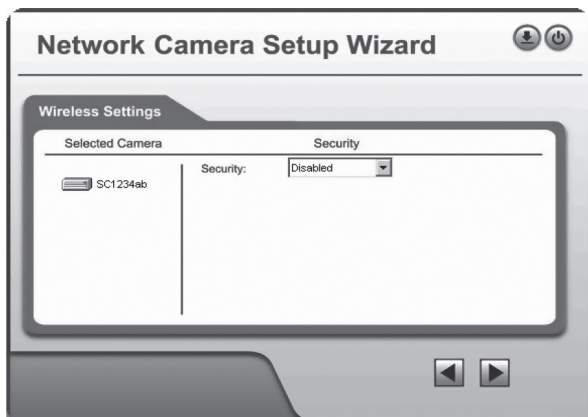 Network Camera Setup Wizard
Wireless Settings
Selected Camera
Security
SC1234ab
Security: Disabled